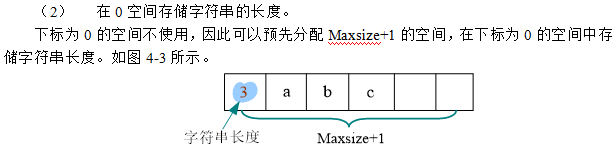 （2） 在 0 空间存储字符串的长度。
下标为 0 的空间不使用，因此可以预先分配 Maxsize+1 的空间，在下标为 0 的空间中存
储字符串长度。如图 4-3 所示。
3 a b c
字符串长度 Maxsize+1